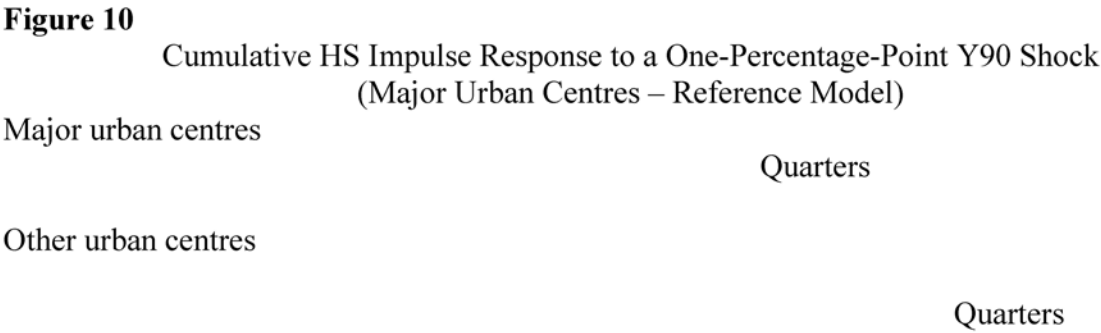 Figure 10
Cumulative HS Impulse Response to a One-Percentage-Point Y90 Shock
(Major Urban Centres – Reference Model)
Major urban centres
Quarters
Other urban centres
Quarters